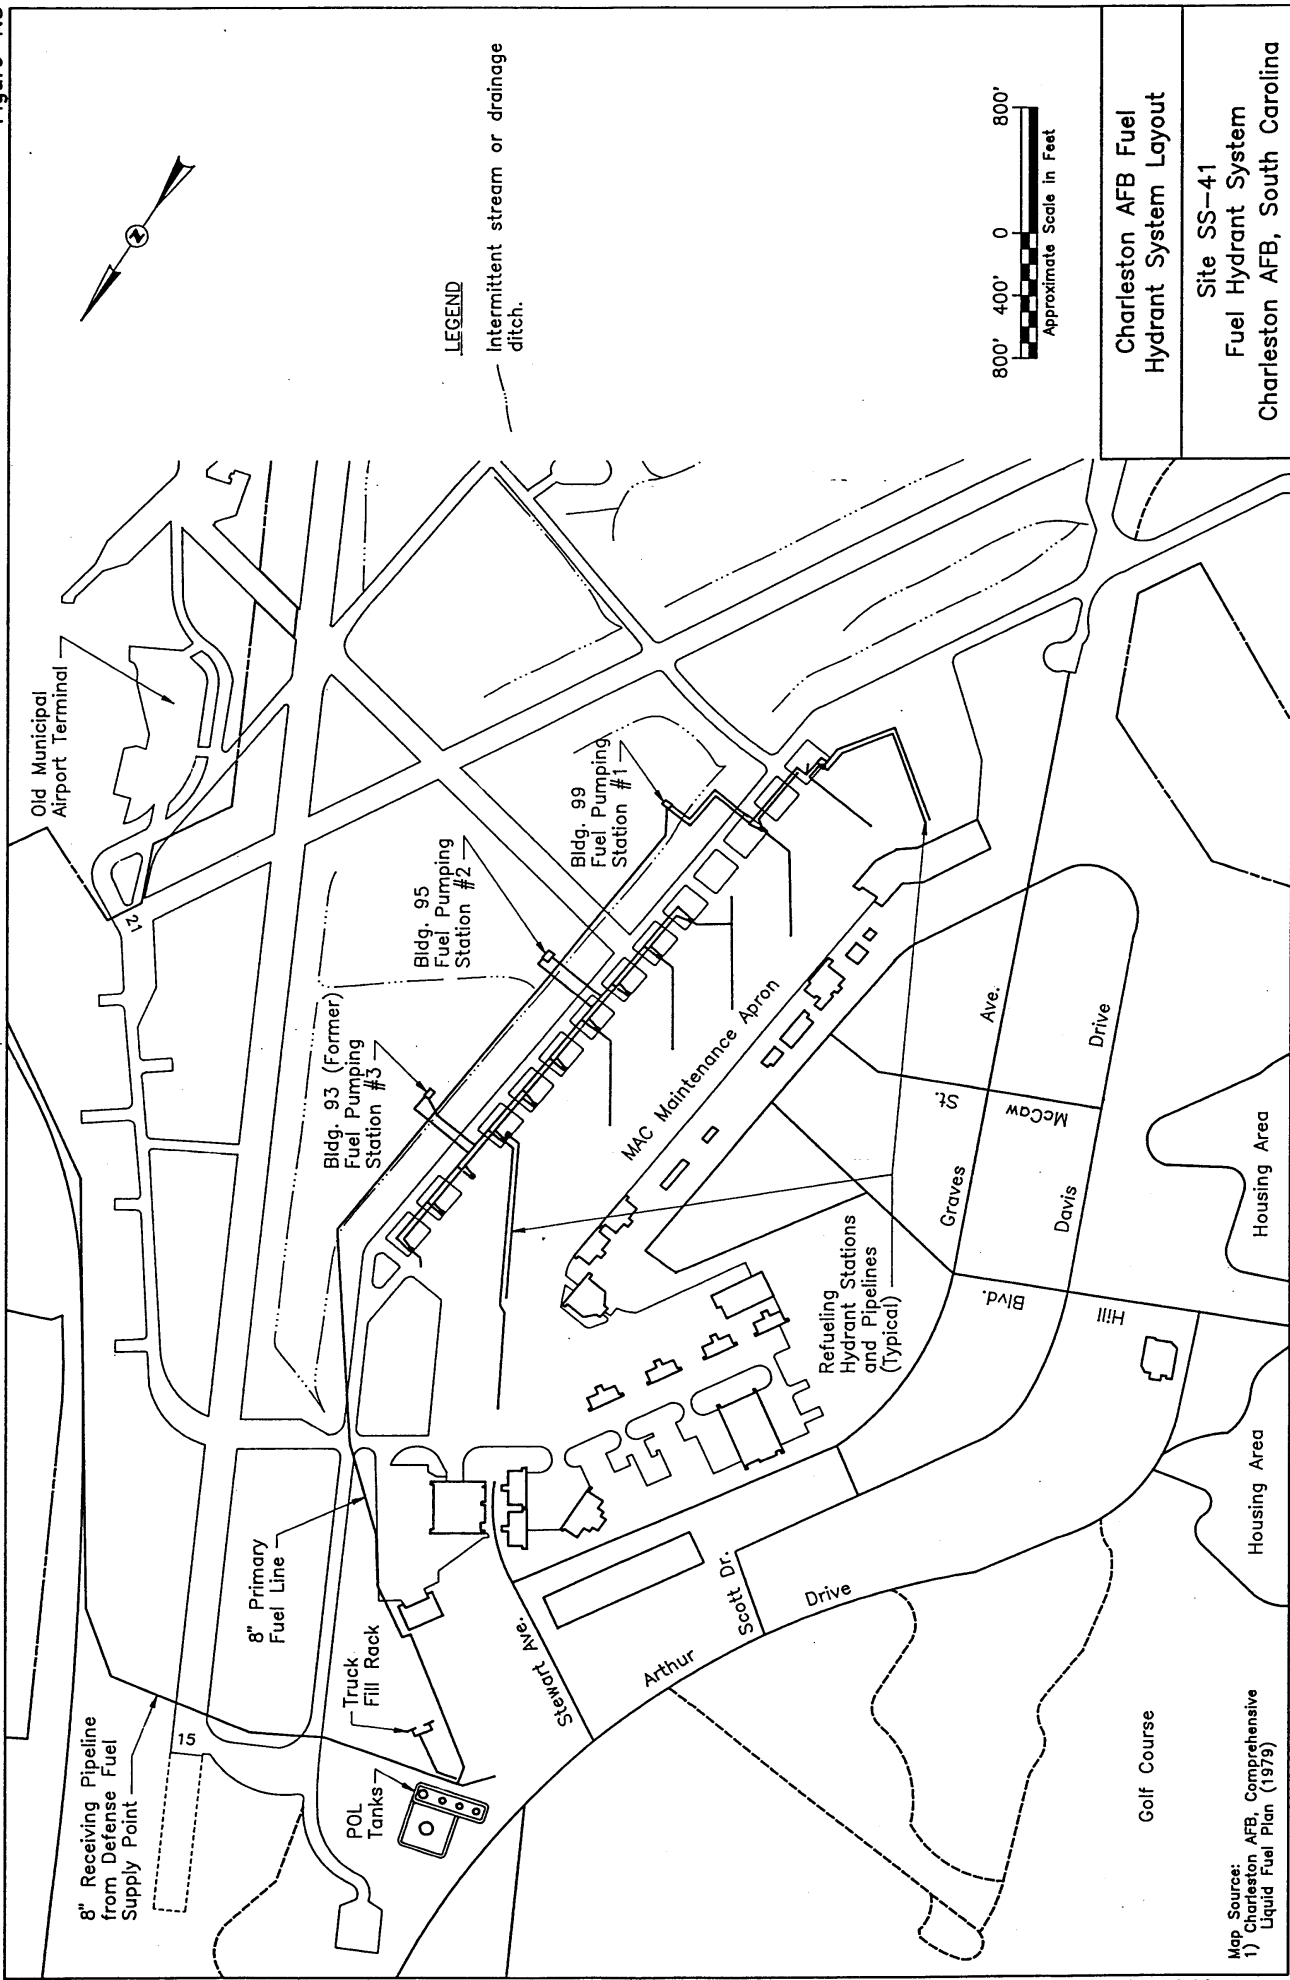 Old Municipal
Airport Terminal
LEGEND
Intermittent stream or drainage
ditch.
N
Bldg. 99
Fuel Pumping
Station #1
Bldg. 95
Fuel Pumping
Station #2
Bldg. 93 (Former)
Fuel Pumping
Station #3
21
8" Primary
Fuel Line
8" Receiving Pipeline
from Defense Fuel
Supply Point
15
Truck
Fill Rack
POL
Tanks
MAC Maintenance Apron
Refueling
Hydrant Stations
and Pipelines
(Typical)
Stewart Ave.
Scott Dr.
Arthur
Drive
Graves
Ave.
St.
McCaw
Davis
Drive
Blvd.
Hill
Housing Area
Housing Area
Golf Course
800' 400' 0 800'
Approximate Scale in Feet
Charleston AFB Fuel
Hydrant System Layout
Site SS-41
Fuel Hydrant System
Charleston AFB, South Carolina
Map Source:
1) Charleston AFB, Comprehensive
Liquid Fuel Plan (1979)